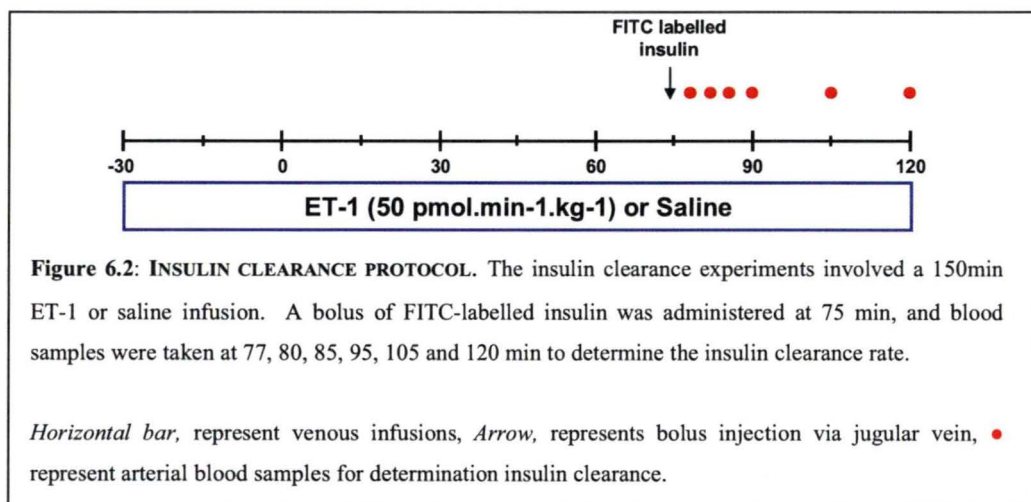 FITC labelled
insulin
-30 0 30 60 90 120
ET-1 (50 pmol.min-1.kg-1) or Saline
Figure 6.2: INSULIN CLEARANCE PROTOCOL. The insulin clearance experiments involved a 150min
ET-1 or saline infusion. A bolus of FITC-labelled insulin was administered at 75 min, and blood
samples were taken at 77, 80, 85, 95, 105 and 120 min to determine the insulin clearance rate.
Horizontal bar, represent venous infusions, Arrow, represents bolus injection via jugular vein, ●
represent arterial blood samples for determination insulin clearance.